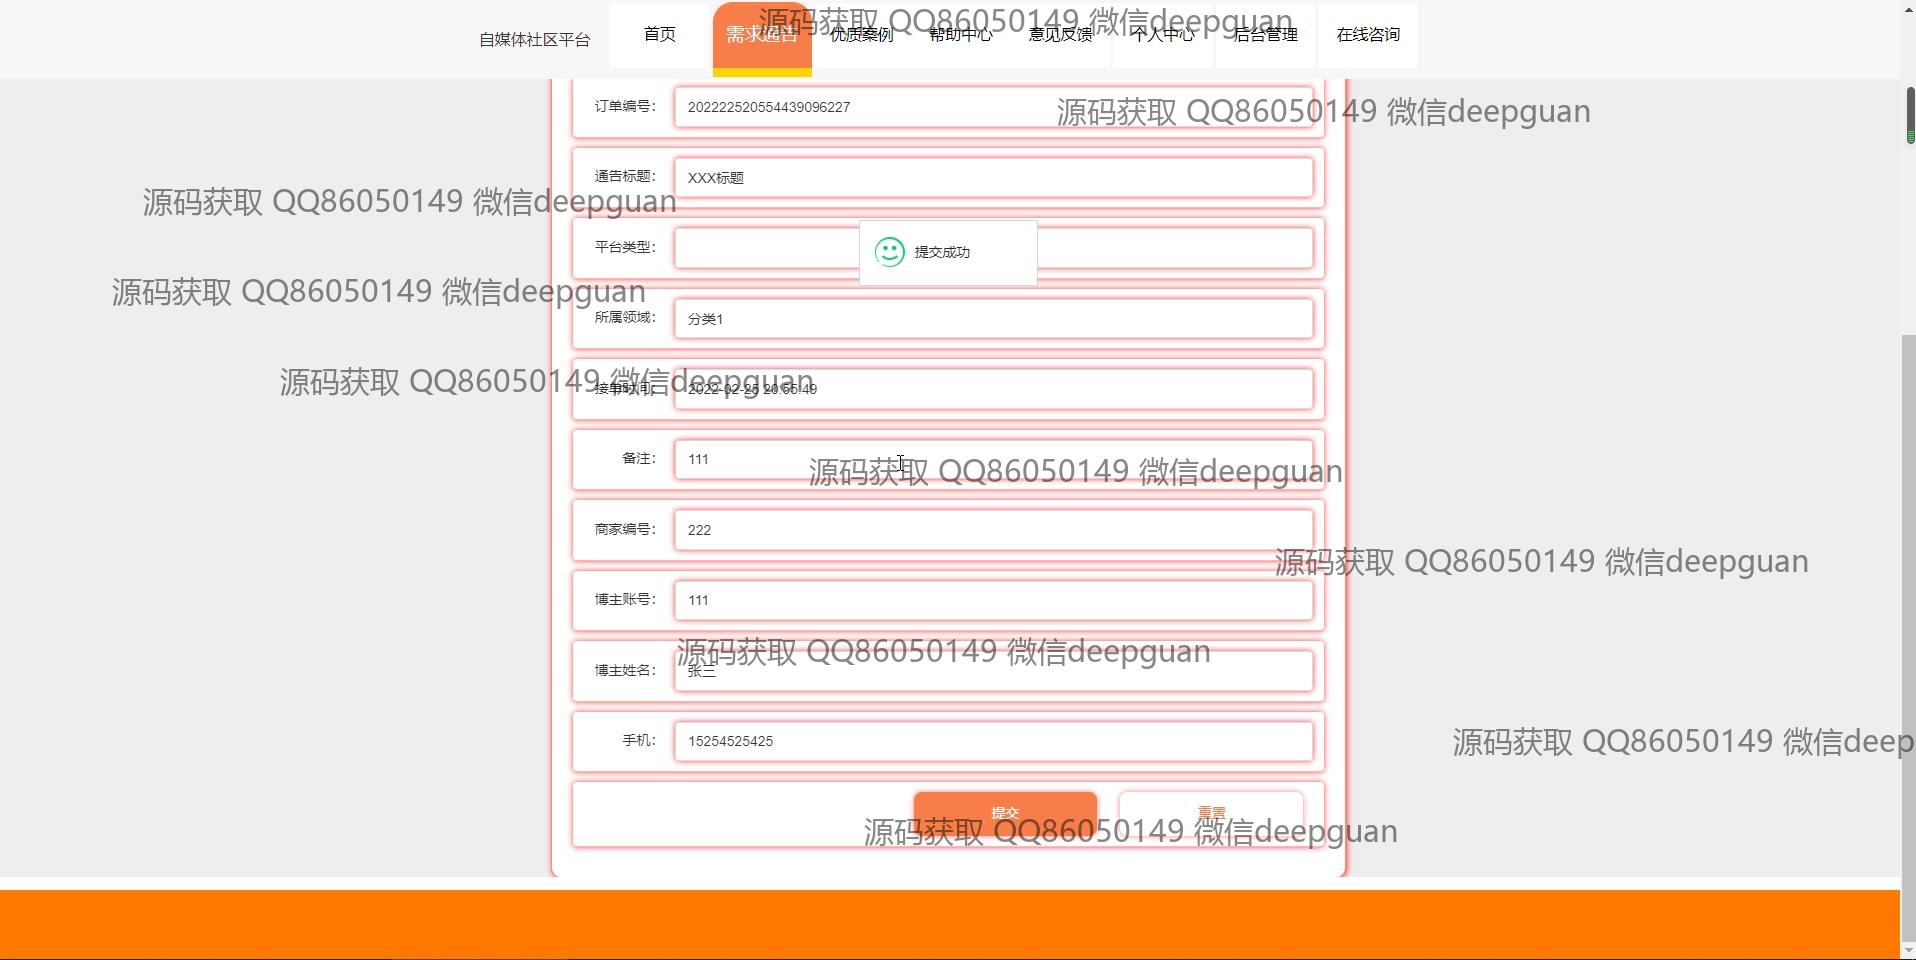 自媒体社区平台 首页 需求通告 优质案例 帮助中心 意见反馈 个人中心 后台管理 在线咨询
源码获取 QQ86050149 微信deepguan
订单编号： 202222520554439096227
源码获取 QQ86050149 微信deepguan
通告标题： XXX标题
源码获取 QQ86050149 微信deepguan
平台类型：
提交成功
源码获取 QQ86050149 微信deepguan
所属领域： 分类1
源码获取 QQ86050149 微信deepguan
接单时间： 2022-02-25 20:55:49
备注： 111
源码获取 QQ86050149 微信deepguan
商家编号： 222
源码获取 QQ86050149 微信deepguan
博主账号： 111
源码获取 QQ86050149 微信deepguan
博主姓名： 张三
手机： 15254525425
源码获取 QQ86050149 微信deep
提交 重置
源码获取 QQ86050149 微信deepguan